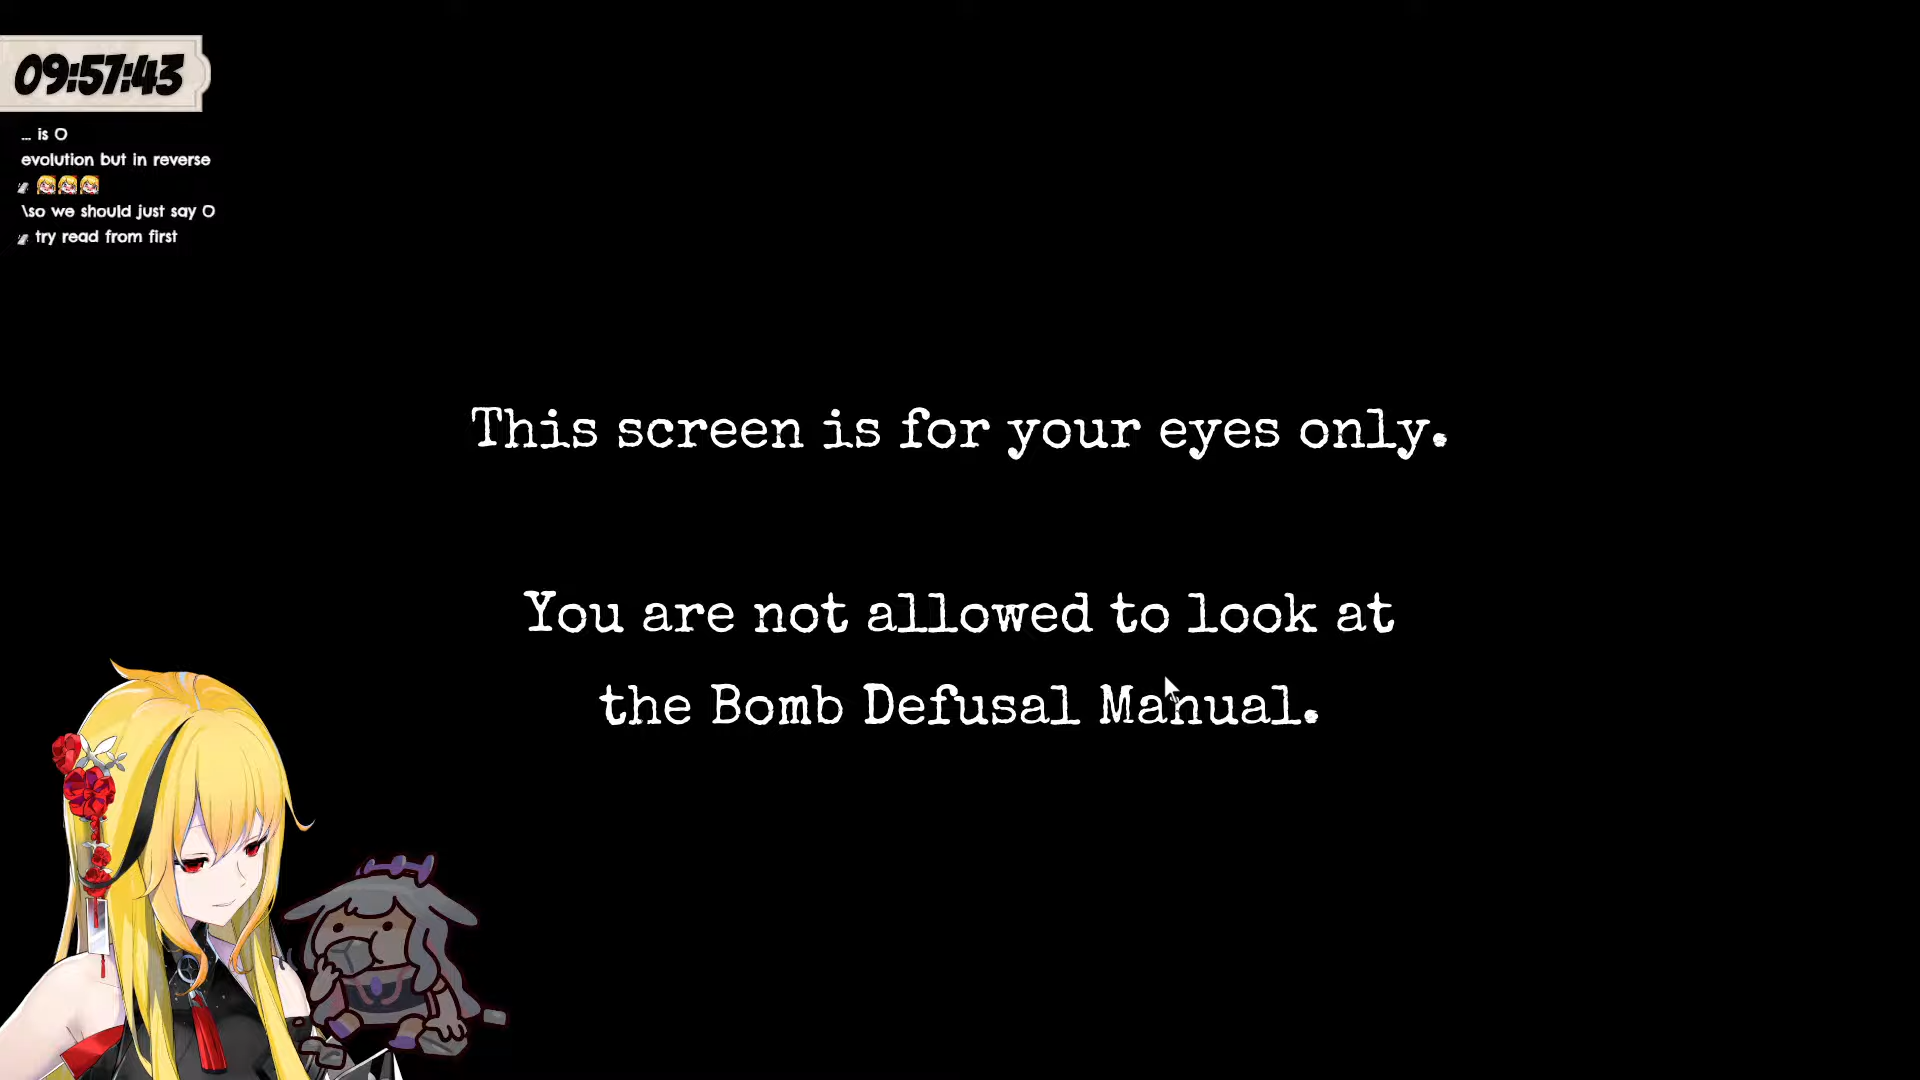 09:57:43
... is O
evolution but in reverse
\so we should just say O
try read from first
This screen is for your eyes only.
You are not allowed to look at
the Bomb Defusal Manual.